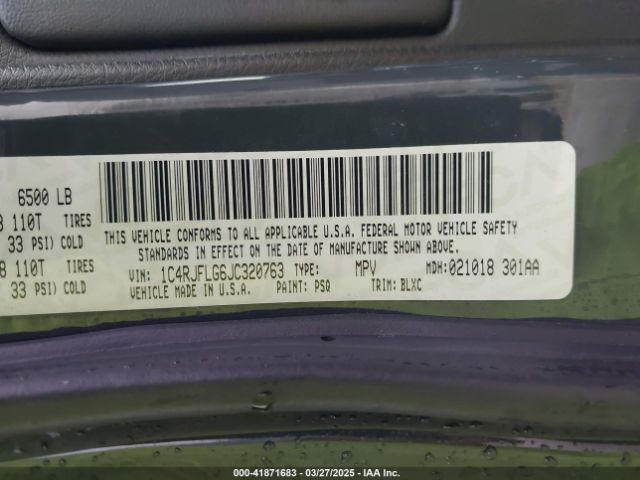 6500 LB
110T TIRES
33 PSI) COLD
110T TIRES
33 PSI) COLD
THIS VEHICLE CONFORMS TO ALL APPLICABLE U.S.A. FEDERAL MOTOR VEHICLE SAFETY
STANDARDS IN EFFECT ON THE DATE OF MANUFACTURE SHOWN ABOVE.
VIN: 1C4RJFLG6JC320763 TYPE: MPV MDH: 021018 301AA
VEHICLE MADE IN U.S.A. PAINT: PSQ TRIM: BLXC
000-41871683 - 03/27/2025 - IAA Inc.